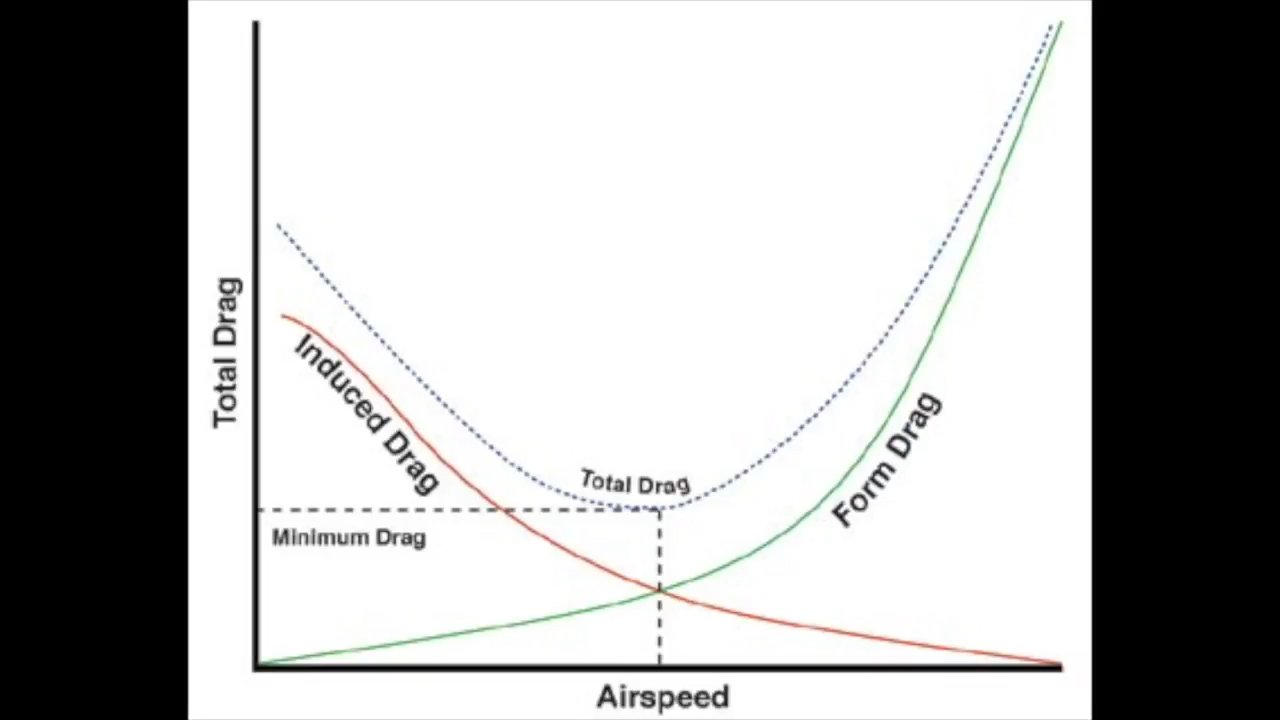 Total Drag
Induced Drag
Total Drag
Form Drag
Minimum Drag
Airspeed